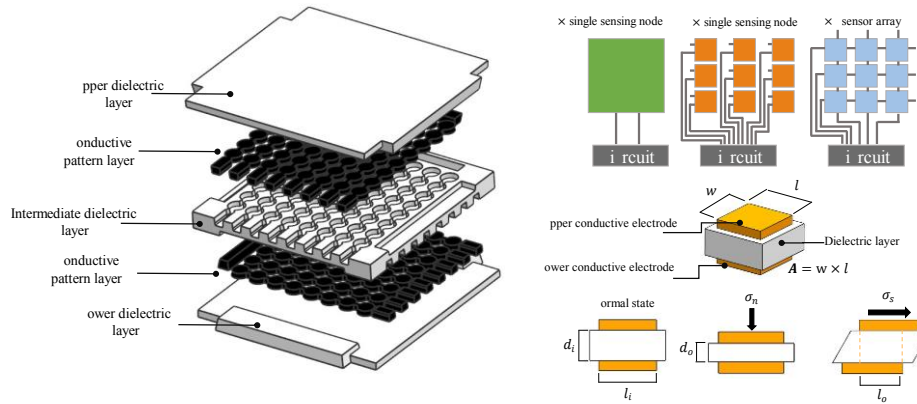 pper dielectric
layer
onductive
pattern layer
Intermediate dielectric
layer
onductive
pattern layer
ower dielectric
layer
× single sensing node
× single sensing node
× sensor array
i rcuit
i rcuit
i rcuit
w
l
pper conductive electrode
Dielectric layer
ower conductive electrode
A = w × l
ormal state
σn
σs
di
do
li
lo